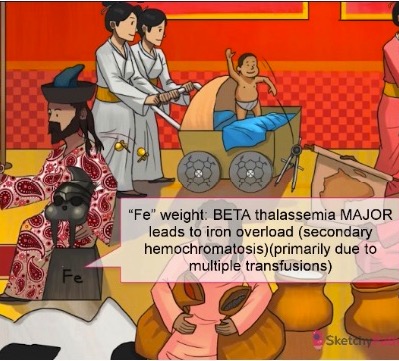 "Fe" weight: BETA thalassemia MAJOR
leads to iron overload (secondary
hemochromatosis)(primarily due to
multiple transfusions)
Fe
Sketchy